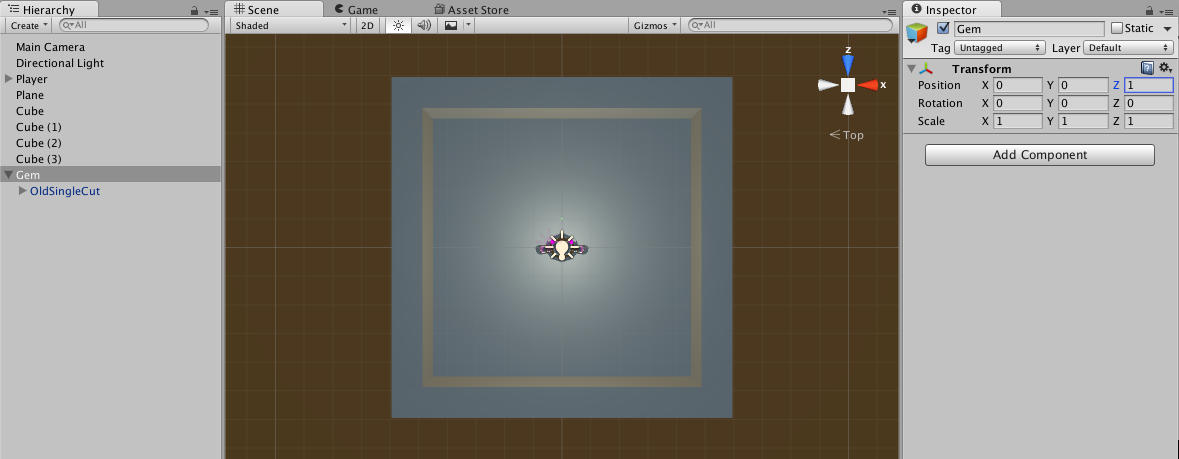 Hierarchy
Create
All
Main Camera
Directional Light
Player
Plane
Cube
Cube (1)
Cube (2)
Cube (3)
Gem
OldSingleCut
Scene
Game
Asset Store
Shaded
2D
Gizmos
All
z
x
Top
Inspector
Gem
Static
Tag Untagged Layer Default
Transform
Position X 0 Y 0 Z 1
Rotation X 0 Y 0 Z 0
Scale X 1 Y 1 Z 1
Add Component